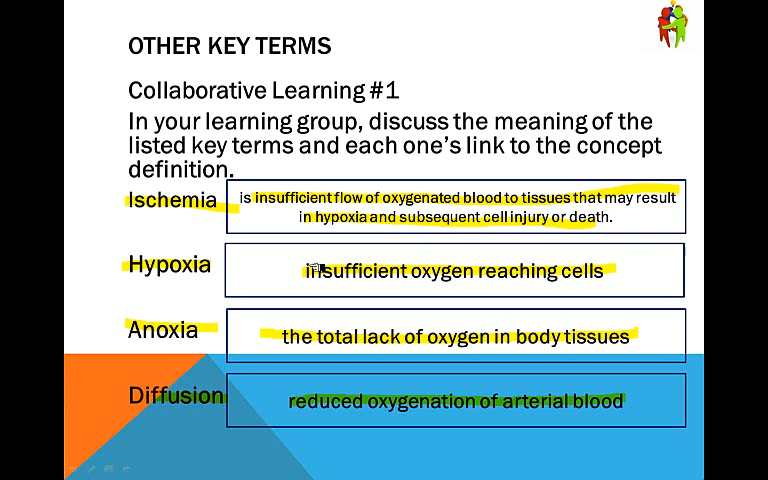 OTHER KEY TERMS
Collaborative Learning #1
In your learning group, discuss the meaning of the
listed key terms and each one's link to the concept
definition.
Ischemia
is insufficient flow of oxygenated blood to tissues that may result
in hypoxia and subsequent cell injury or death.
Hypoxia
insufficient oxygen reaching cells
Anoxia
the total lack of oxygen in body tissues
Diffusion
reduced oxygenation of arterial blood